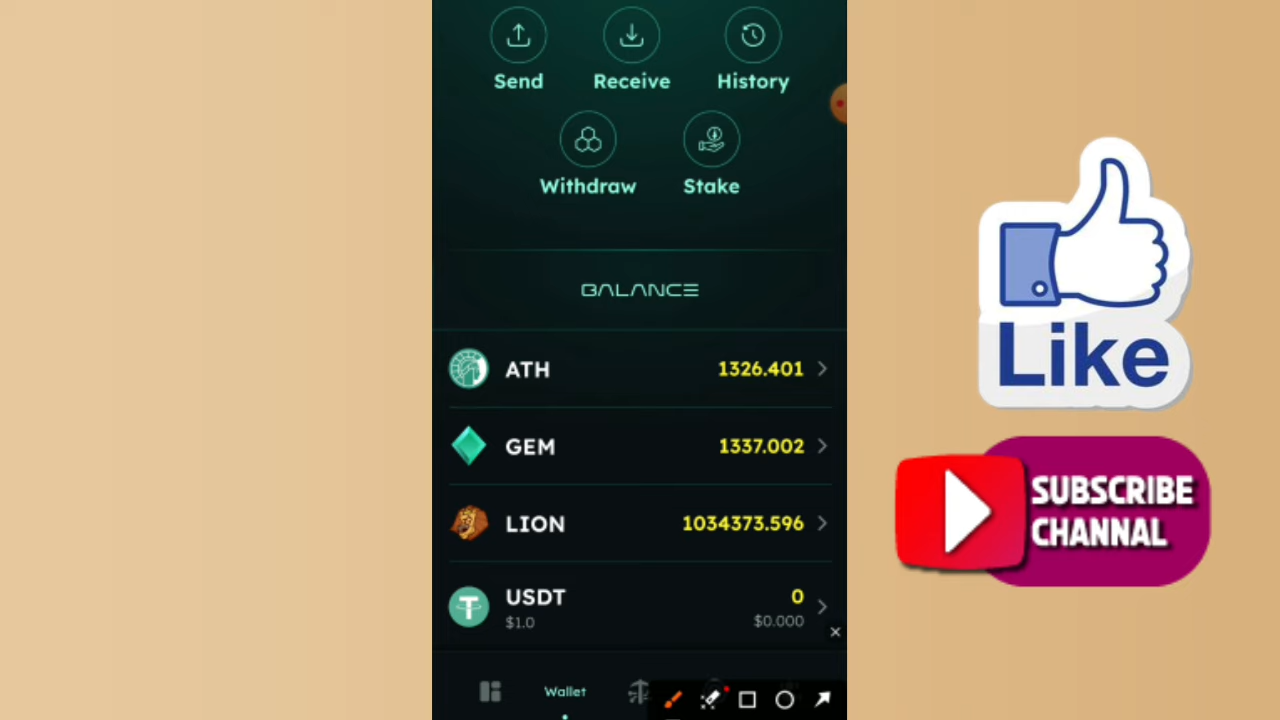 Send
Receive
History
Withdraw
Stake
BALANCE
ATH 1326.401
GEM 1337.002
LION 1034373.596
USDT 0
$1.0 $0.000
Wallet
Like
SUBSCRIBE
CHANNAL